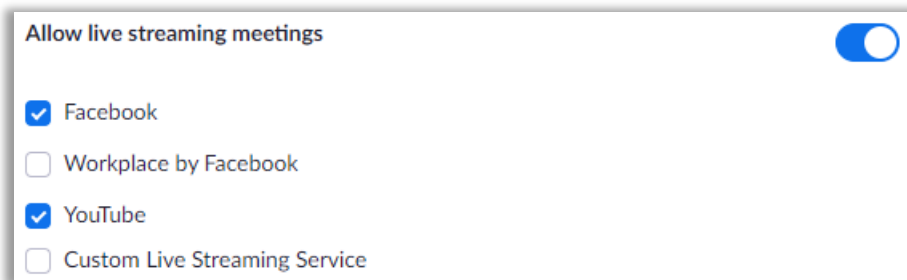 Allow live streaming meetings
Facebook
Workplace by Facebook
YouTube
Custom Live Streaming Service